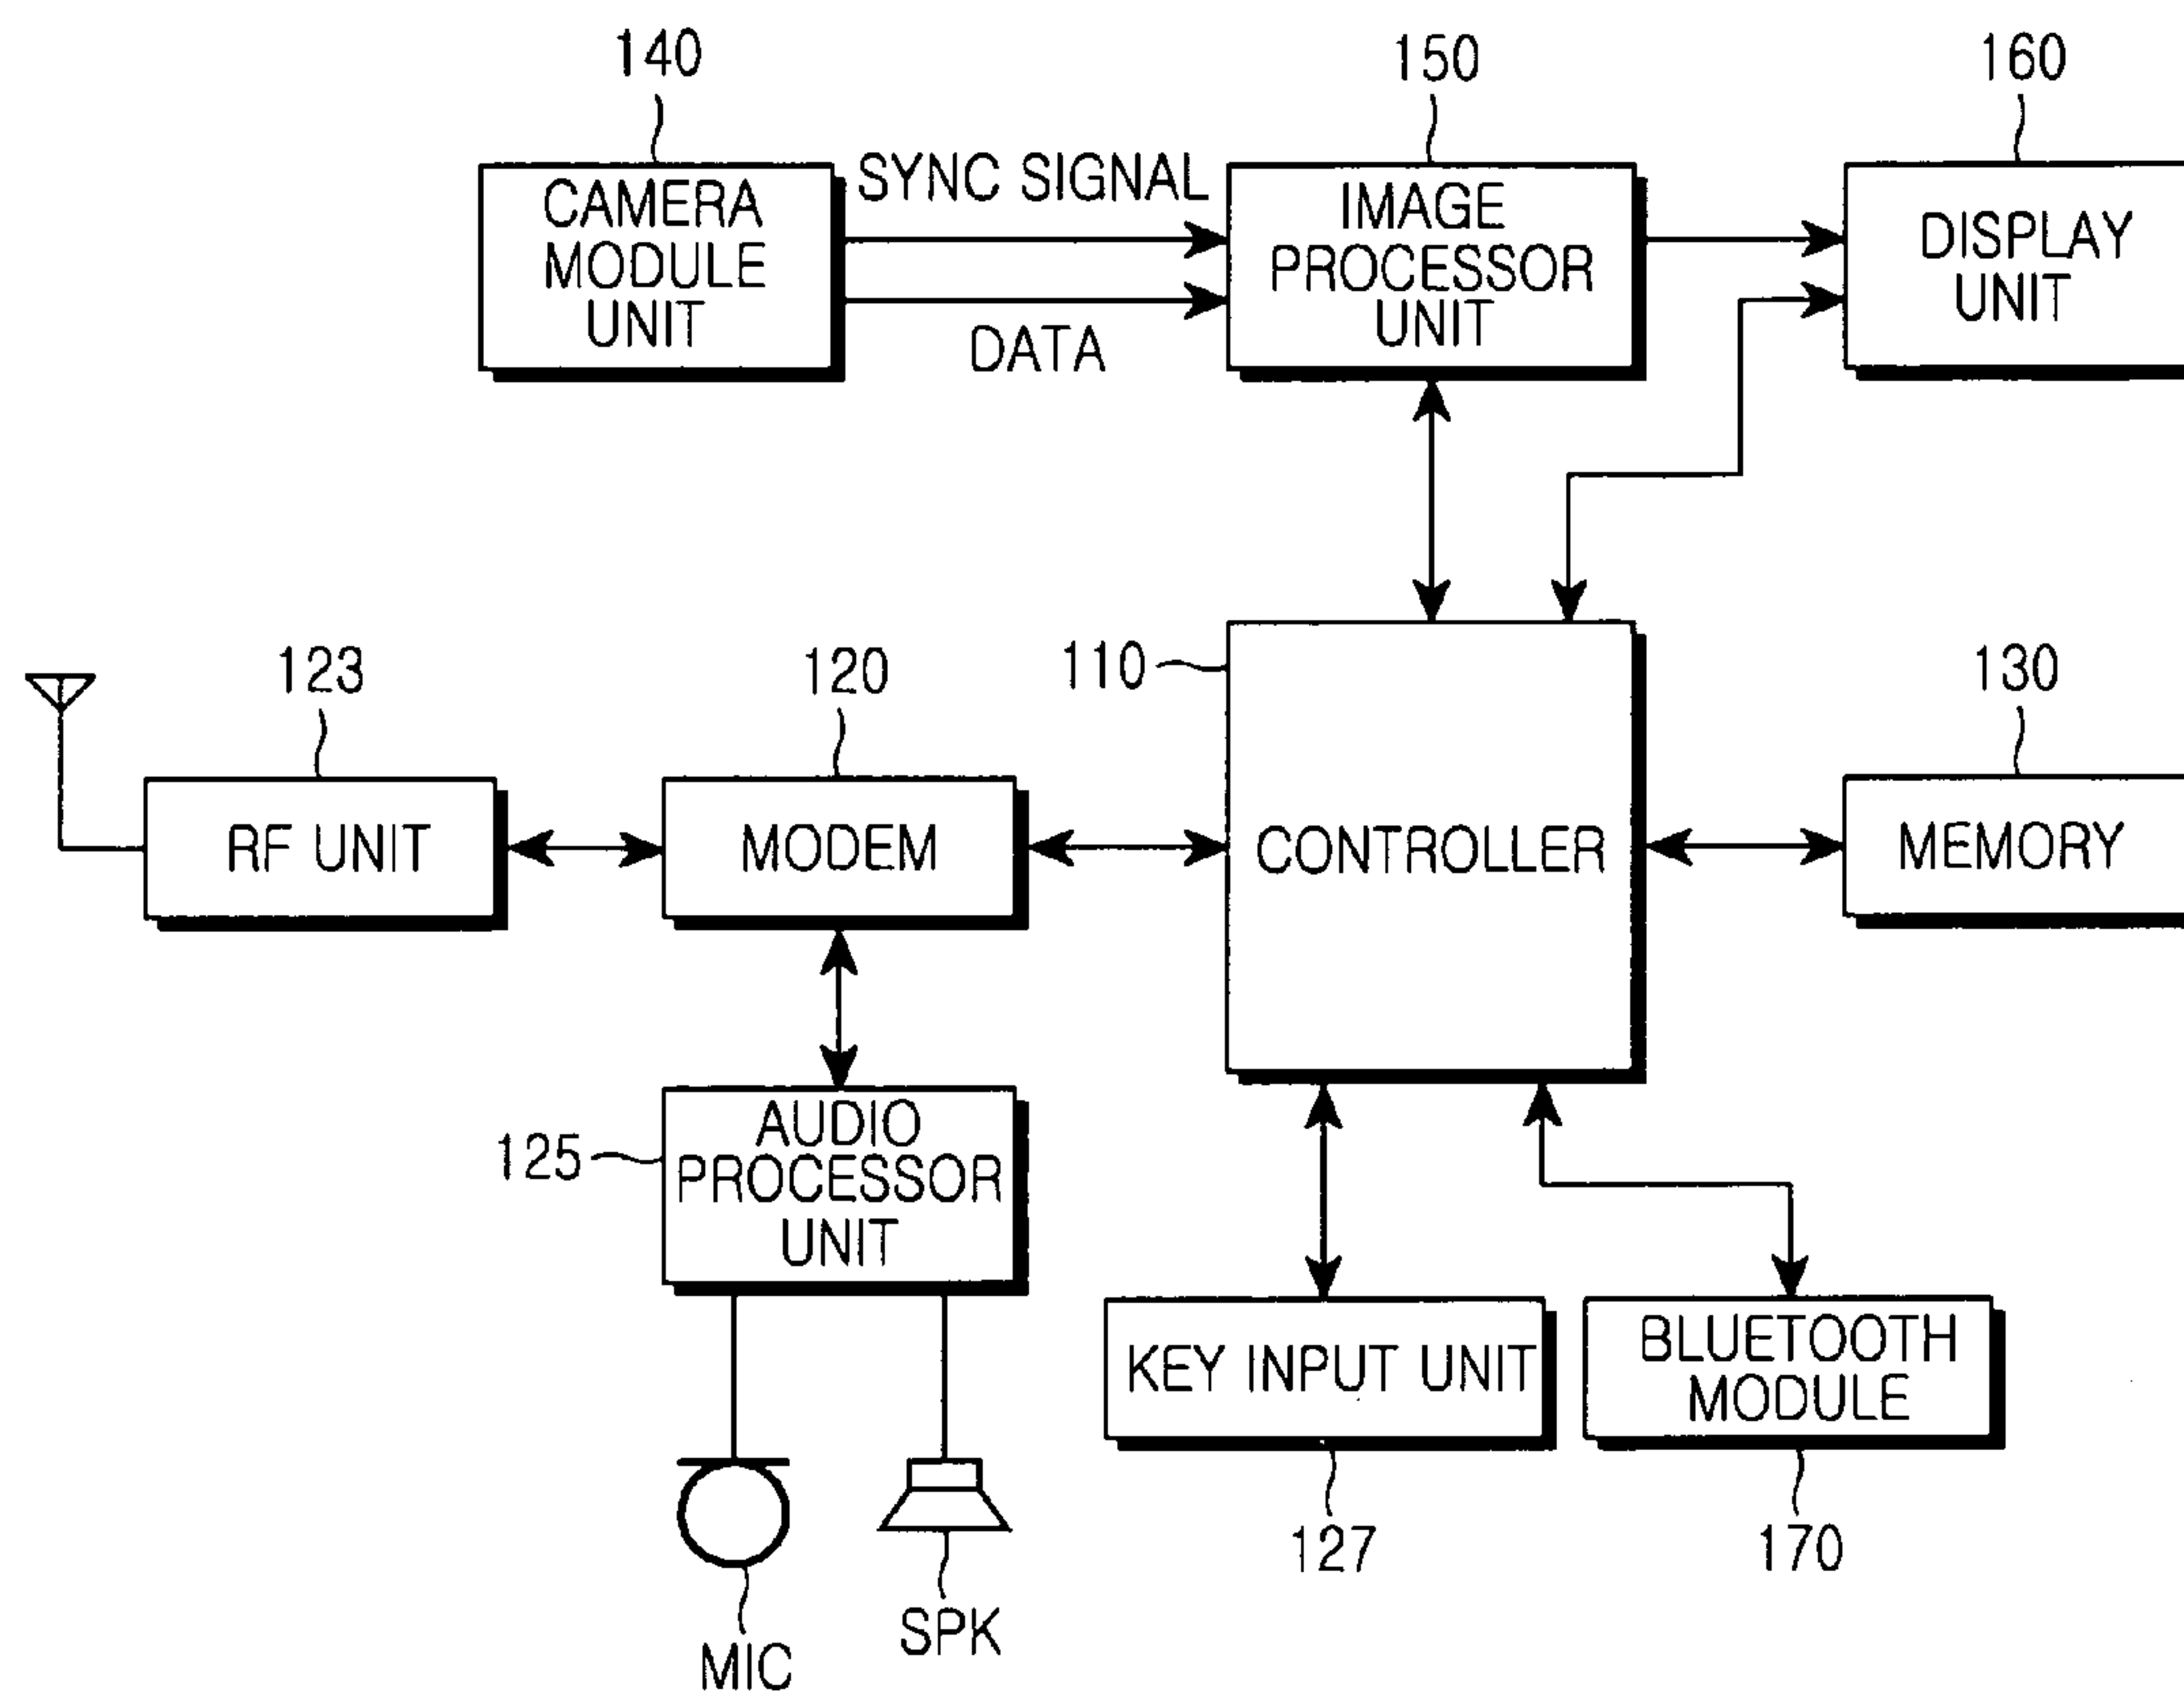 140
150
160
CAMERA
MODULE
UNIT
SYNC SIGNAL
DATA
IMAGE
PROCESSOR
UNIT
DISPLAY
UNIT
123
120
110
130
RF UNIT
MODEM
CONTROLLER
MEMORY
125
AUDIO
PROCESSOR
UNIT
KEY INPUT UNIT
BLUETOOTH
MODULE
127
170
MIC
SPK